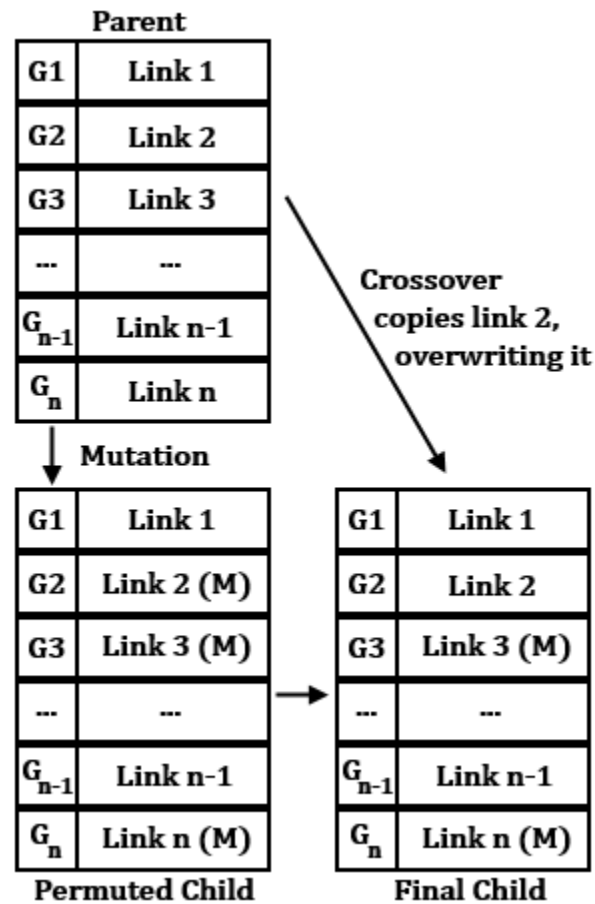 Parent
G1 Link 1
G2 Link 2
G3 Link 3
... ...
Gn-1 Link n-1
Gn Link n
Crossover
copies link 2,
overwriting it
Mutation
G1 Link 1
G2 Link 2 (M)
G3 Link 3 (M)
... ...
Gn-1 Link n-1
Gn Link n (M)
Permuted Child
G1 Link 1
G2 Link 2
G3 Link 3 (M)
... ...
Gn-1 Link n-1
Gn Link n (M)
Final Child